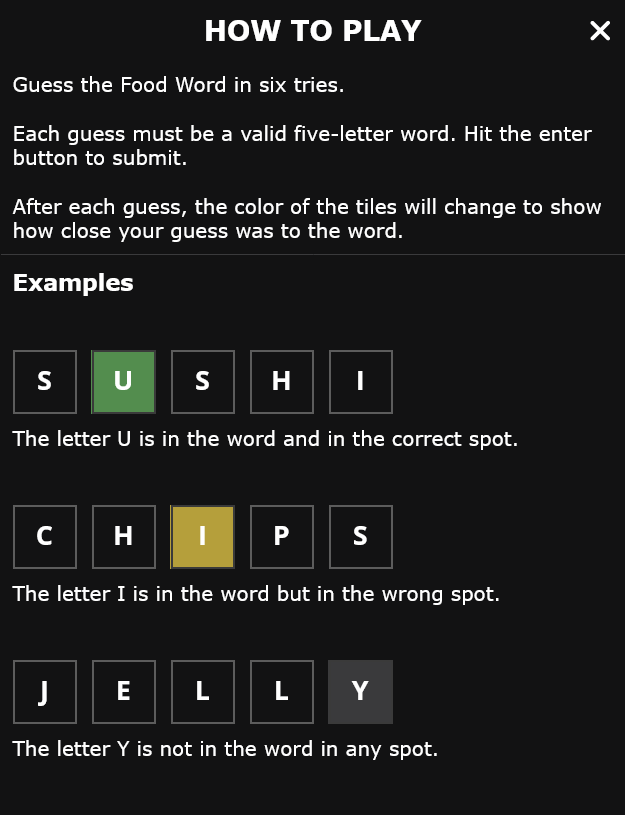 HOW TO PLAY
Guess the Food Word in six tries.
Each guess must be a valid five-letter word. Hit the enter
button to submit.
After each guess, the color of the tiles will change to show
how close your guess was to the word.
Examples
S U S H I
The letter U is in the word and in the correct spot.
C H I P S
The letter I is in the word but in the wrong spot.
J E L L Y
The letter Y is not in the word in any spot.